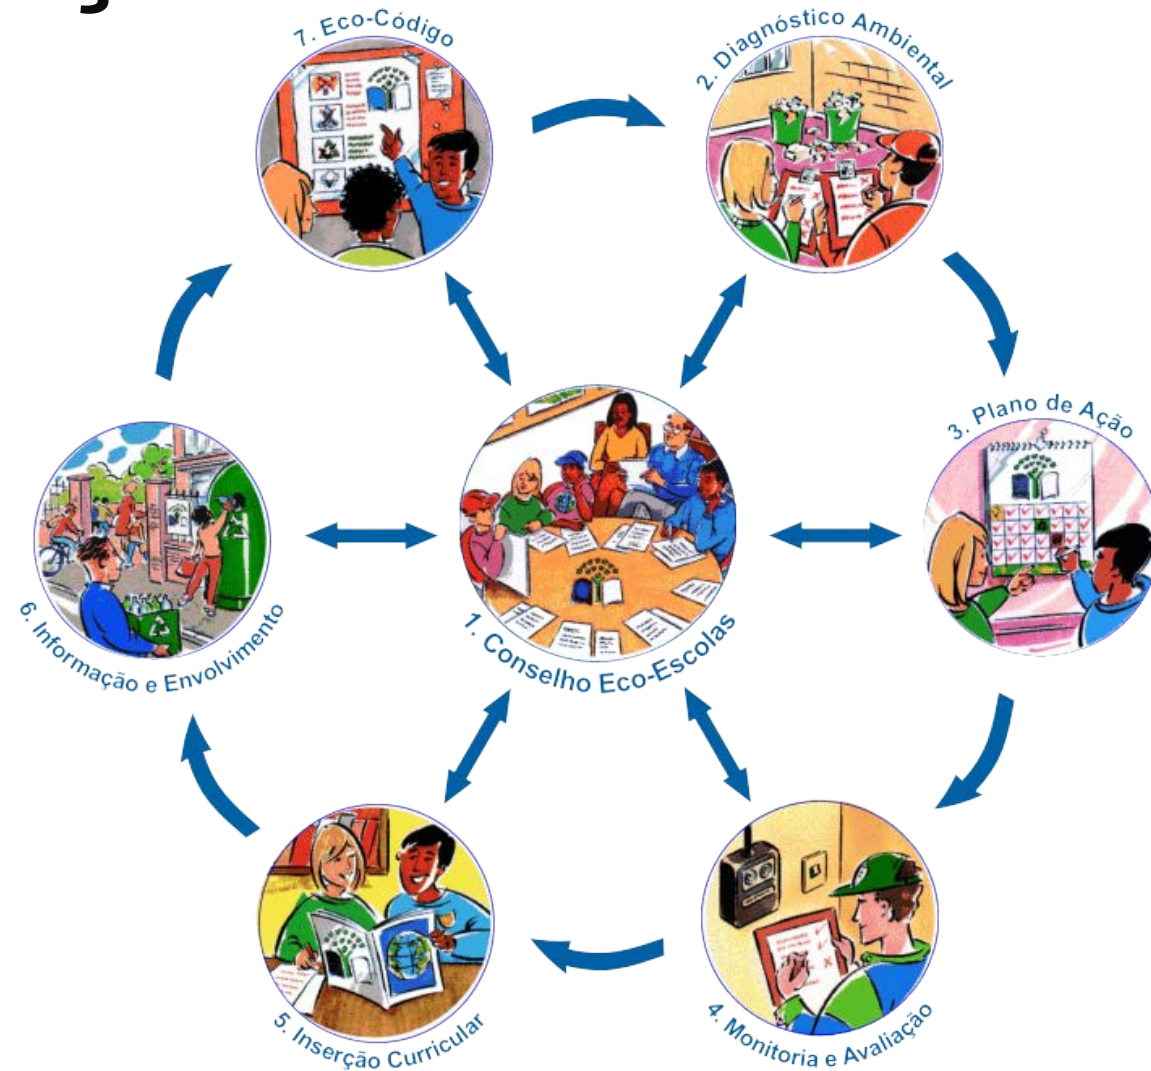 1. Conselho Eco-Escolas
2. Diagnóstico Ambiental
3. Plano de Ação
4. Monitoria e Avaliação
5. Inserção Curricular
6. Informação e Envolvimento
7. Eco-Código